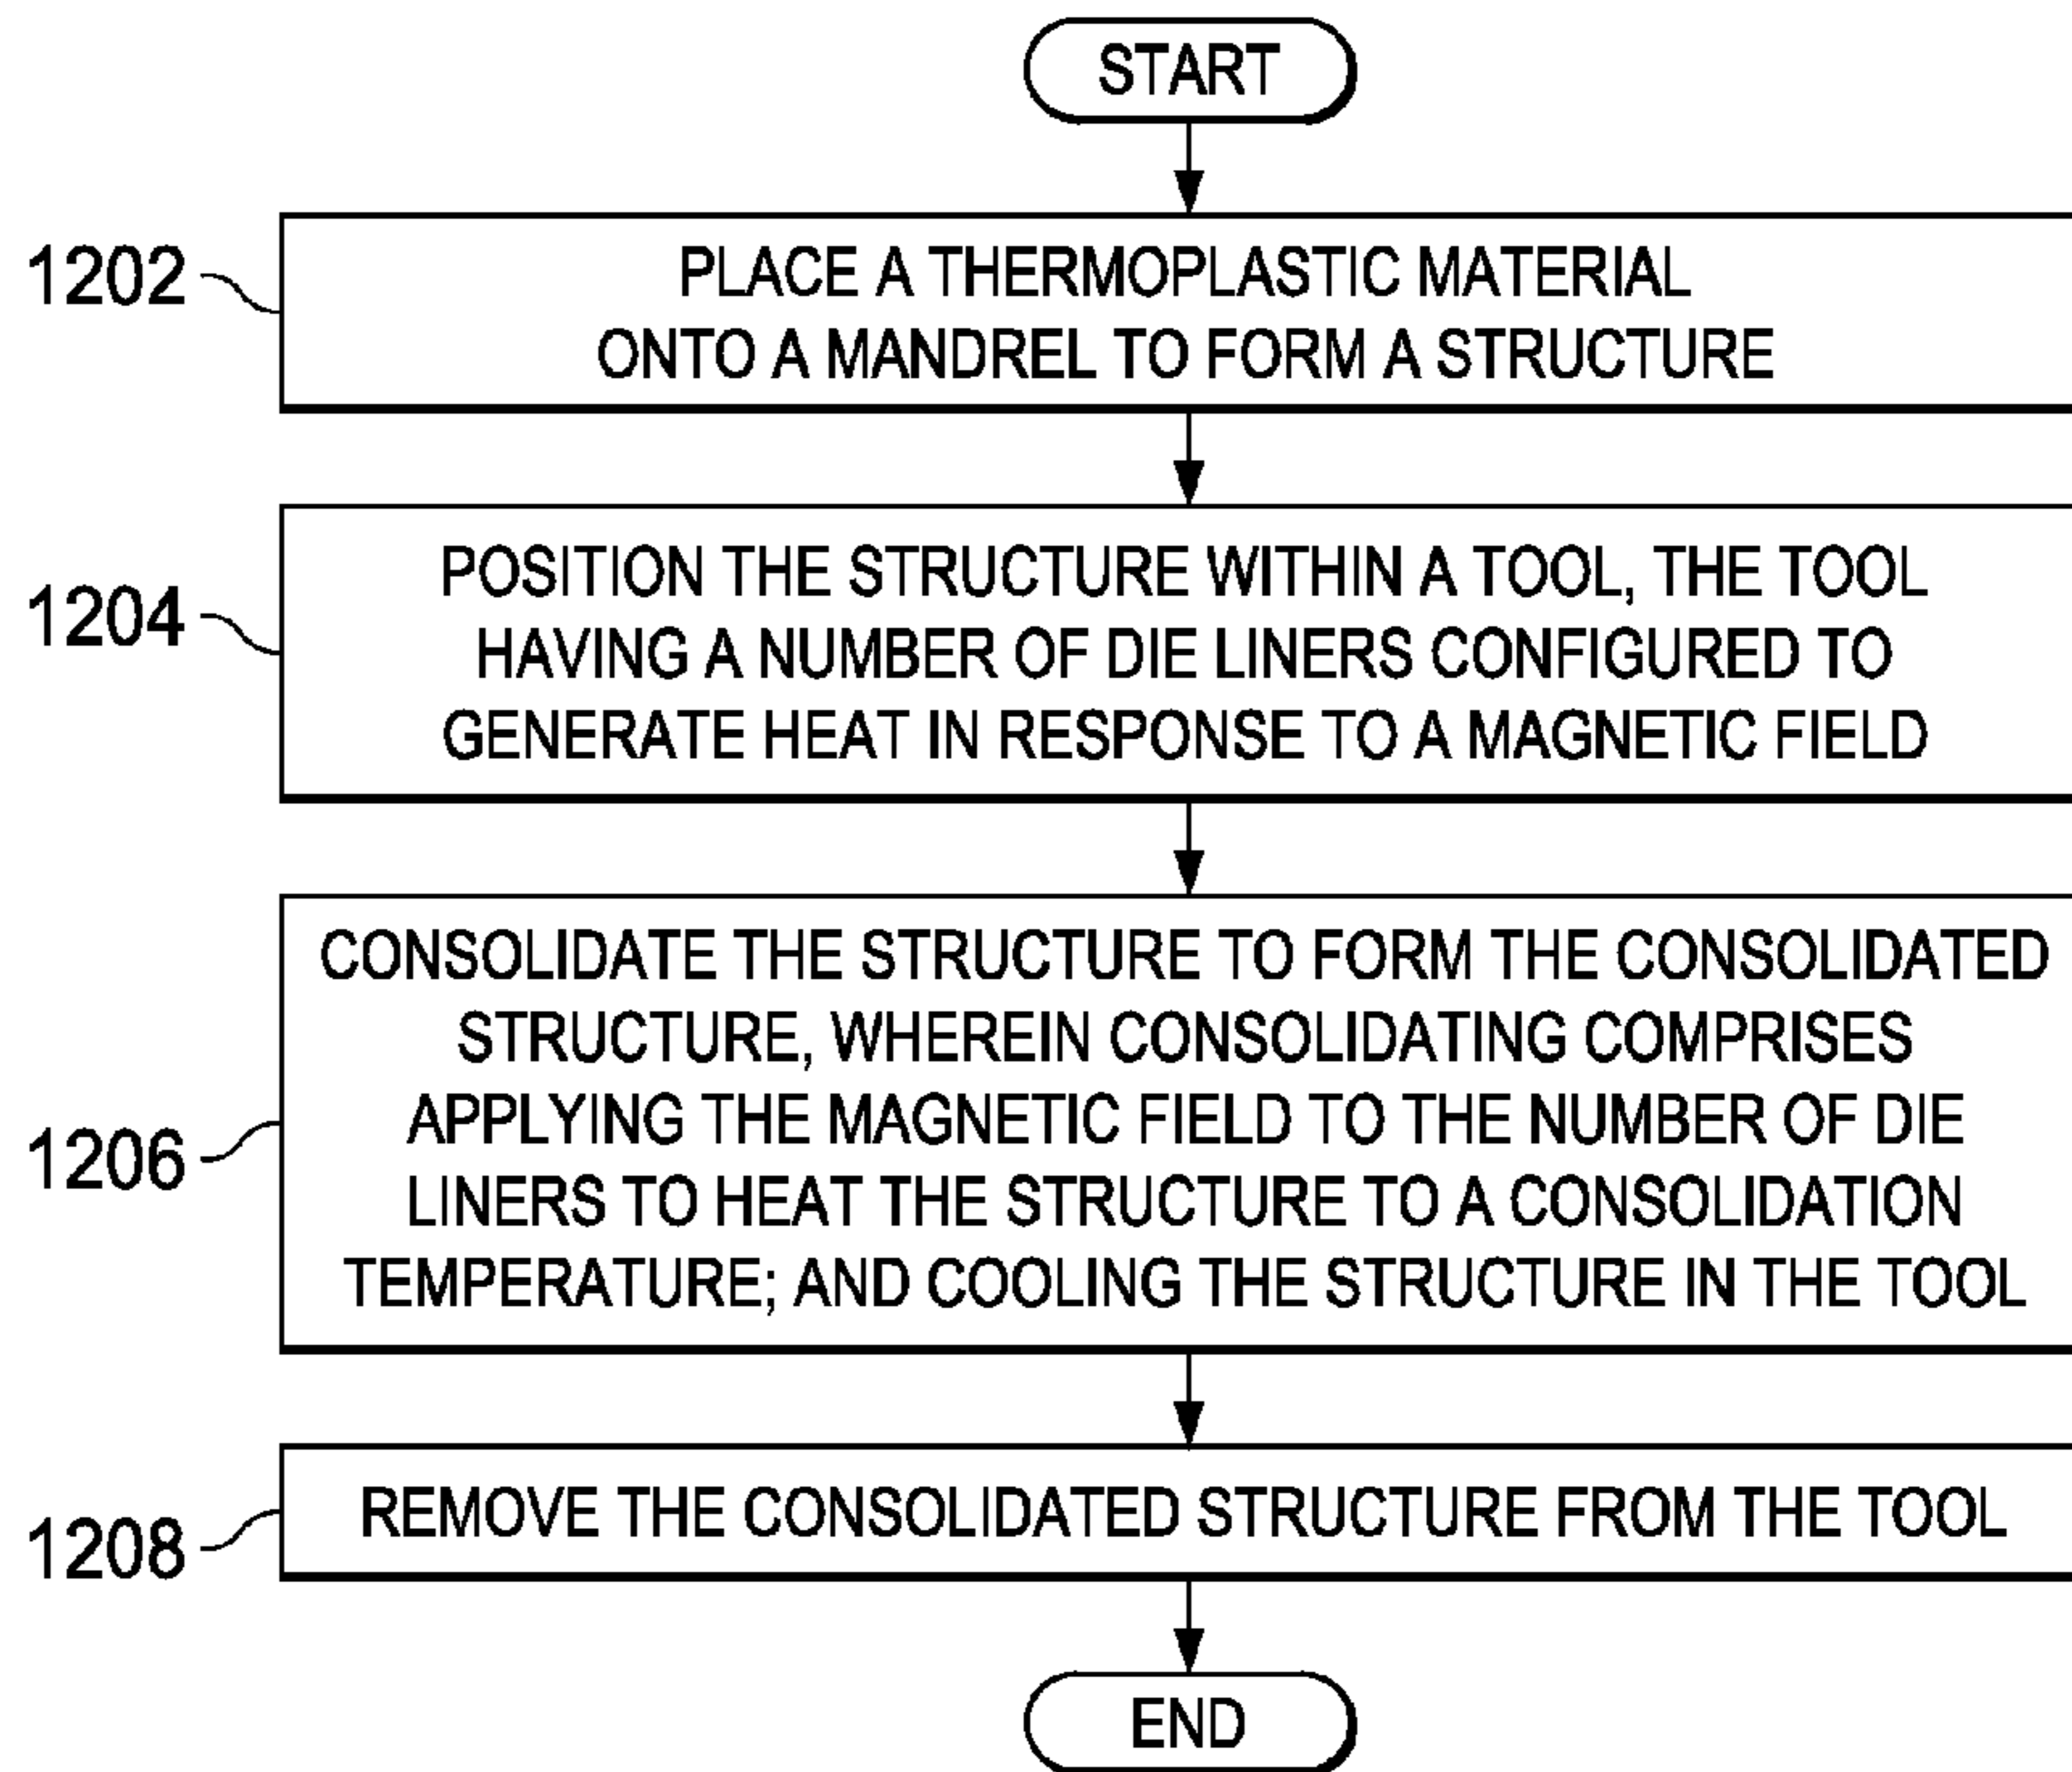 START
1202
PLACE A THERMOPLASTIC MATERIAL
ONTO A MANDREL TO FORM A STRUCTURE
1204
POSITION THE STRUCTURE WITHIN A TOOL, THE TOOL
HAVING A NUMBER OF DIE LINERS CONFIGURED TO
GENERATE HEAT IN RESPONSE TO A MAGNETIC FIELD
1206
CONSOLIDATE THE STRUCTURE TO FORM THE CONSOLIDATED
STRUCTURE, WHEREIN CONSOLIDATING COMPRISES
APPLYING THE MAGNETIC FIELD TO THE NUMBER OF DIE
LINERS TO HEAT THE STRUCTURE TO A CONSOLIDATION
TEMPERATURE; AND COOLING THE STRUCTURE IN THE TOOL
1208
REMOVE THE CONSOLIDATED STRUCTURE FROM THE TOOL
END